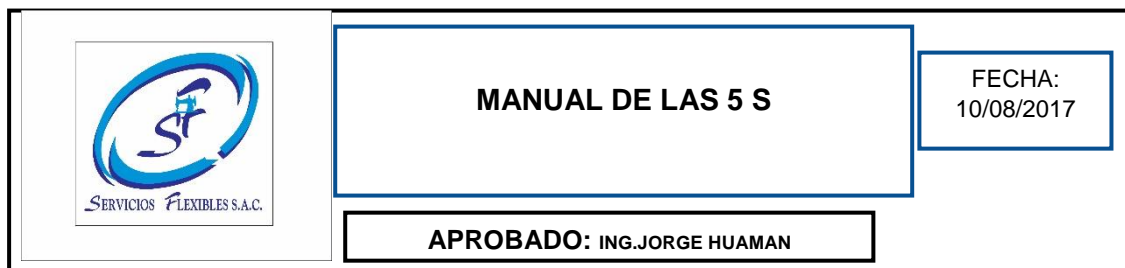 SF
SERVICIOS FLEXIBLES S.A.C.
MANUAL DE LAS 5 S
FECHA:
10/08/2017
APROBADO: ING.JORGE HUAMAN